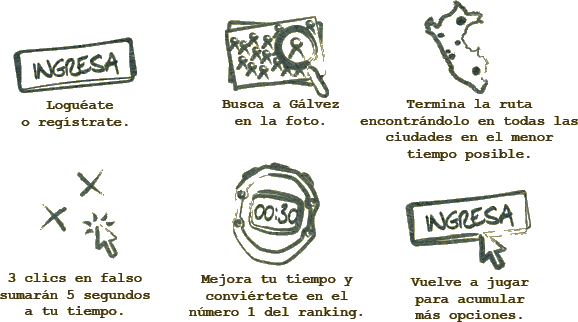 INGRESA
Loguéate
o regístrate.
Busca a Gálvez
en la foto.
Termina la ruta
encontrándolo en todas las
ciudades en el menor
tiempo posible.
3 clics en falso
sumarán 5 segundos
a tu tiempo.
00:30
Mejora tu tiempo y
conviértete en el
número 1 del ranking.
INGRESA
Vuelve a jugar
para acumular
más opciones.